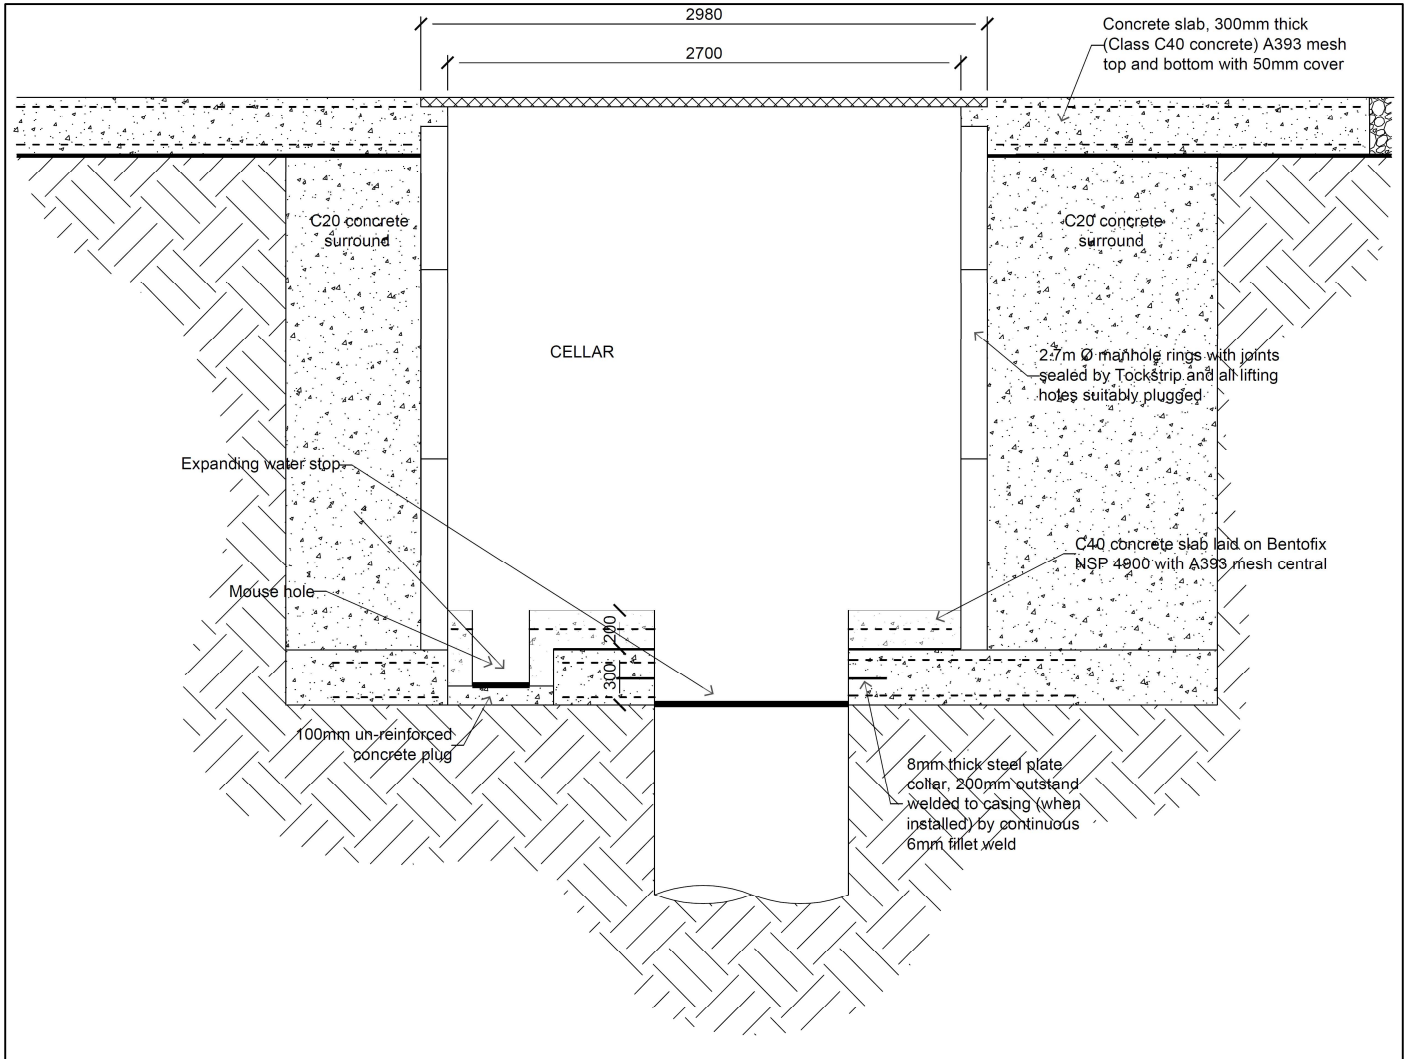 2980
2700
Concrete slab, 300mm thick
(Class C40 concrete) A393 mesh
top and bottom with 50mm cover
C20 concrete
surround
C20 concrete
surround
CELLAR
2.7m Ø manhole rings with joints
sealed by Tockstrip and all lifting
holes suitably plugged
Expanding water stop
C40 concrete slab laid on Bentofix
NSP 4900 with A393 mesh central
Mouse hole
200
300
100mm un-reinforced
concrete plug
8mm thick steel plate
collar, 200mm outstand
welded to casing (when
installed) by continuous
6mm fillet weld